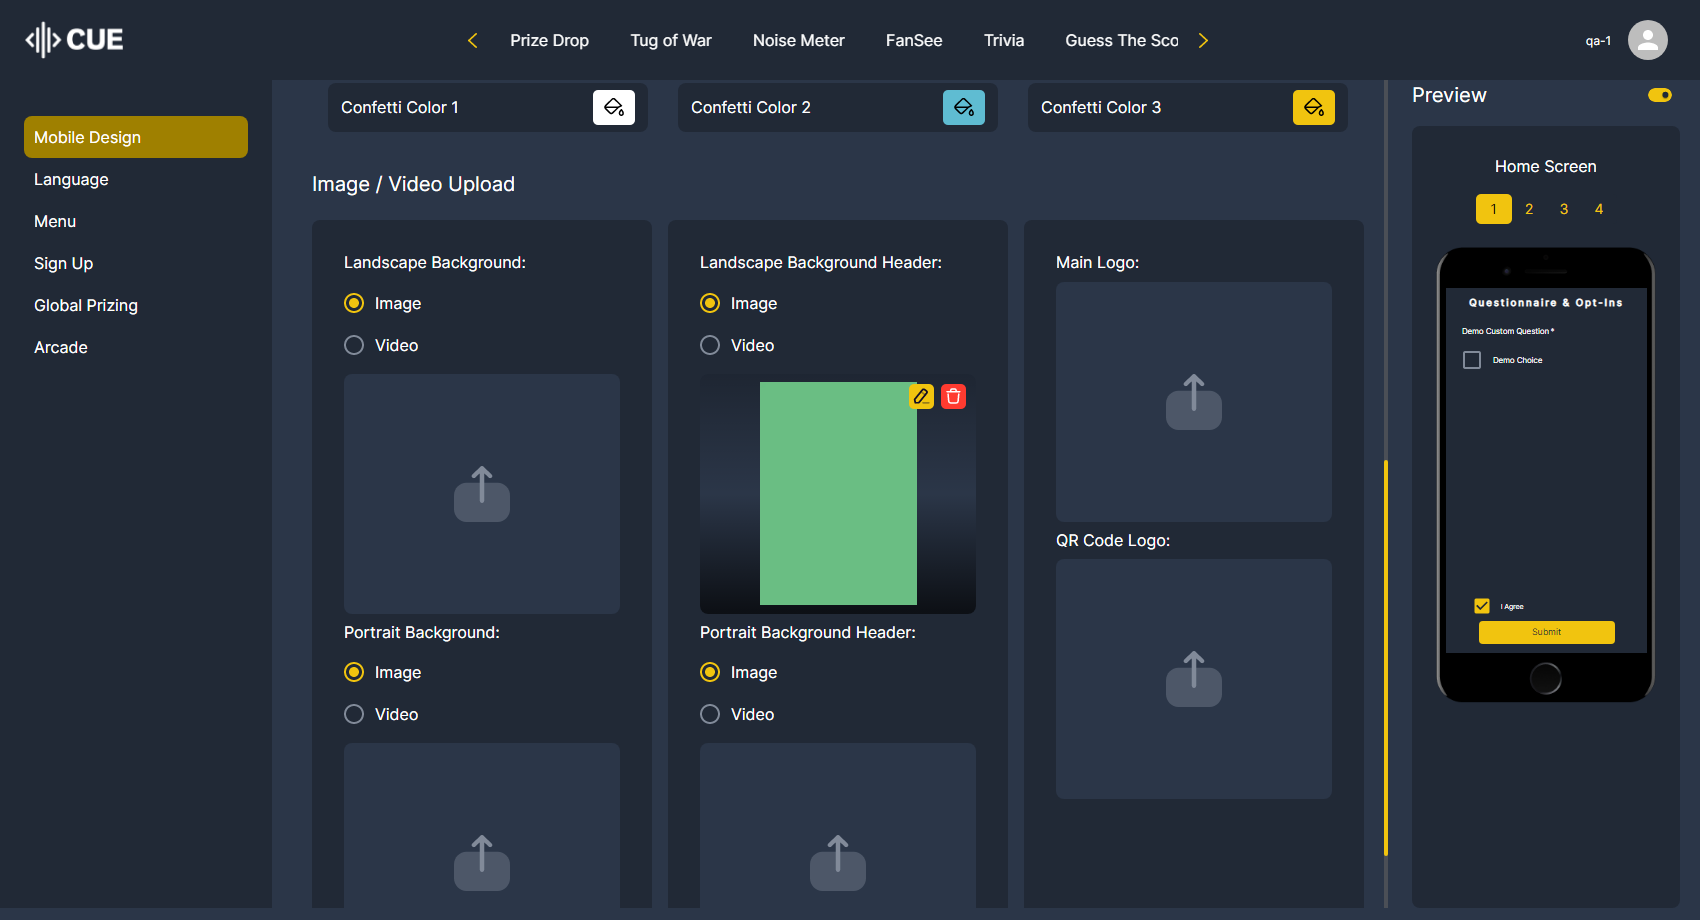 CUE
Prize Drop
Tug of War
Noise Meter
FanSee
Trivia
Guess The Sco
qa-1
Mobile Design
Language
Menu
Sign Up
Global Prizing
Arcade
Confetti Color 1
Confetti Color 2
Confetti Color 3
Image / Video Upload
Landscape Background:
Image
Video
Portrait Background:
Image
Video
Landscape Background Header:
Image
Video
Portrait Background Header:
Image
Video
Main Logo:
QR Code Logo:
Preview
Home Screen
1 2 3 4
Questionnaire & Opt-Ins
Demo Custom Question *
Demo Choice
I Agree
Submit